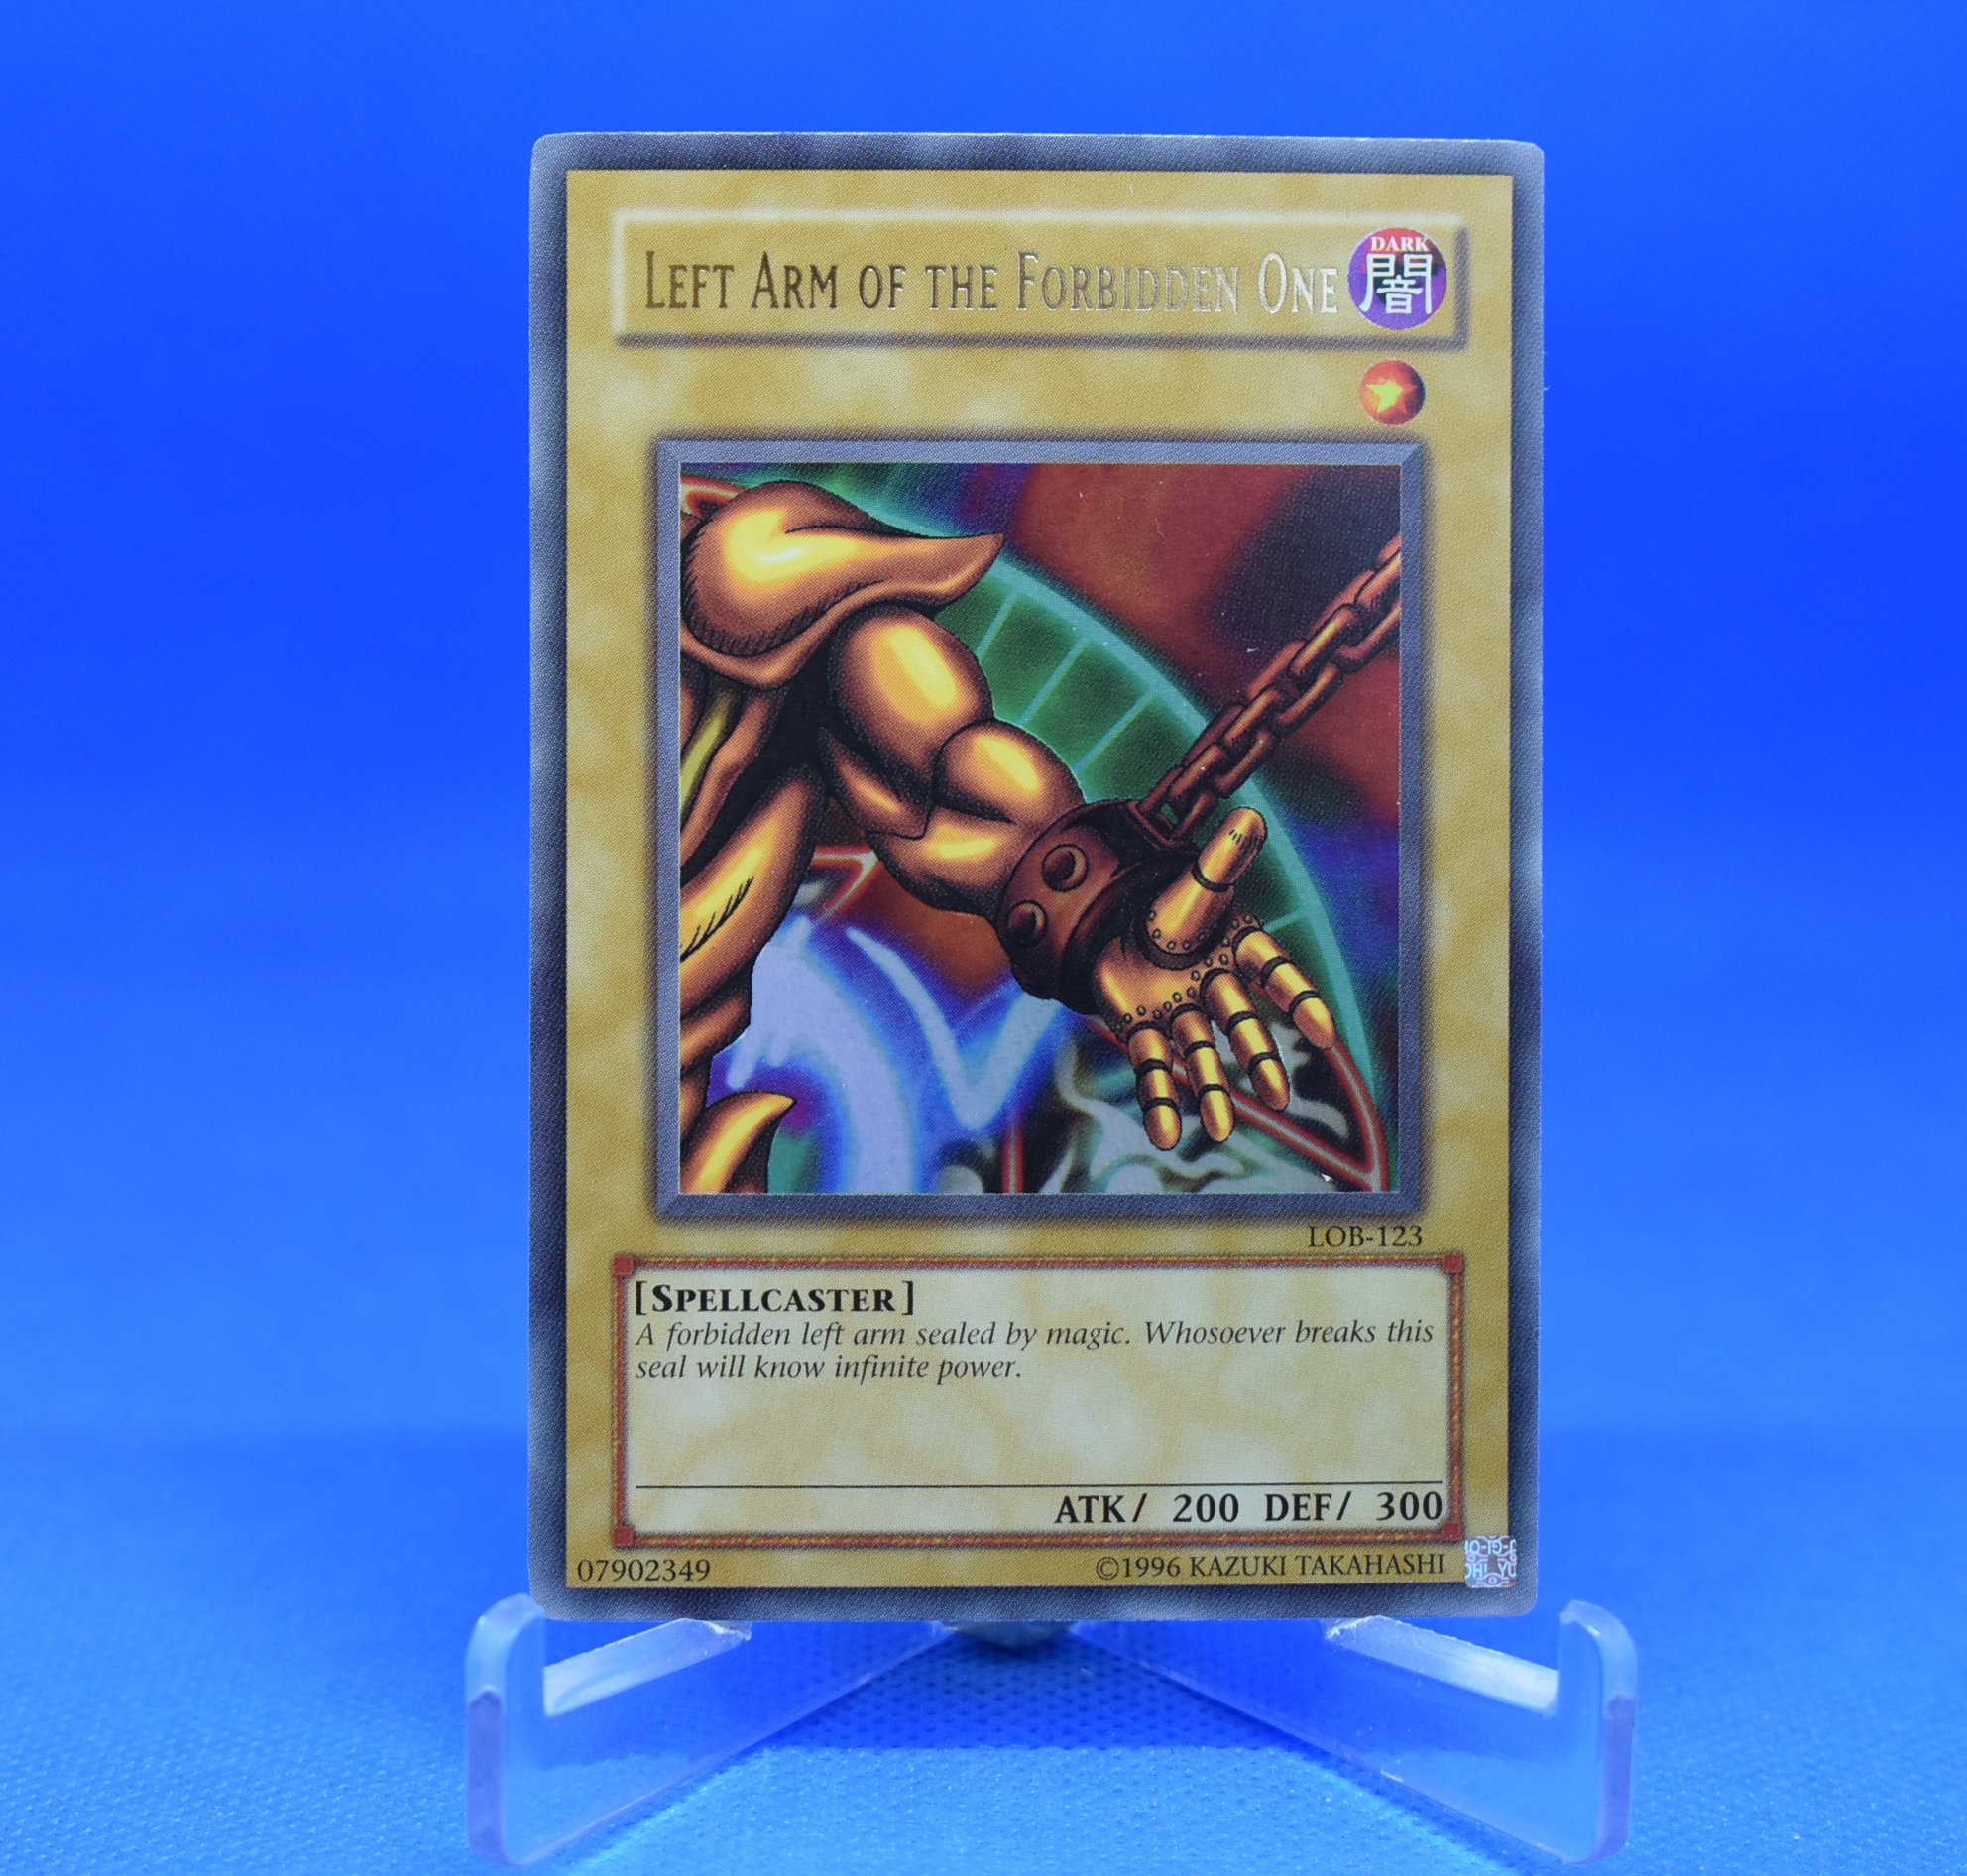 LEFT ARM OF THE FORBIDDEN ONE
DARK
闇
LOB-123
[SPELLCASTER]
A forbidden left arm sealed by magic. Whosoever breaks this
seal will know infinite power.
ATK/ 200 DEF/ 300
07902349
©1996 KAZUKI TAKAHASHI